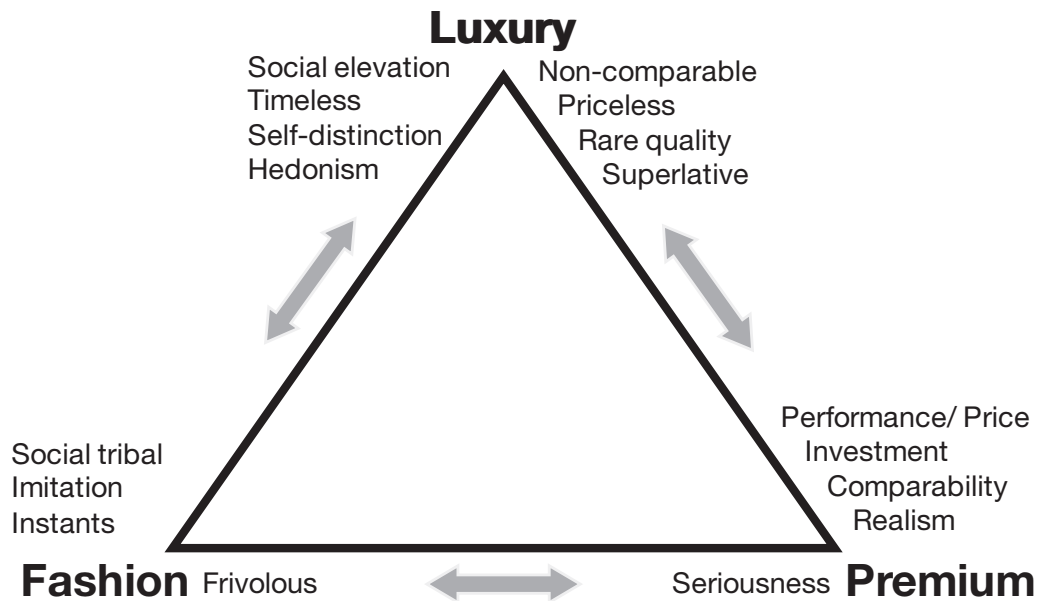 Luxury
Social elevation
Timeless
Self-distinction
Hedonism
Non-comparable
Priceless
Rare quality
Superlative
Social tribal
Imitation
Instants
Performance/ Price
Investment
Comparability
Realism
Fashion Frivolous
Seriousness Premium